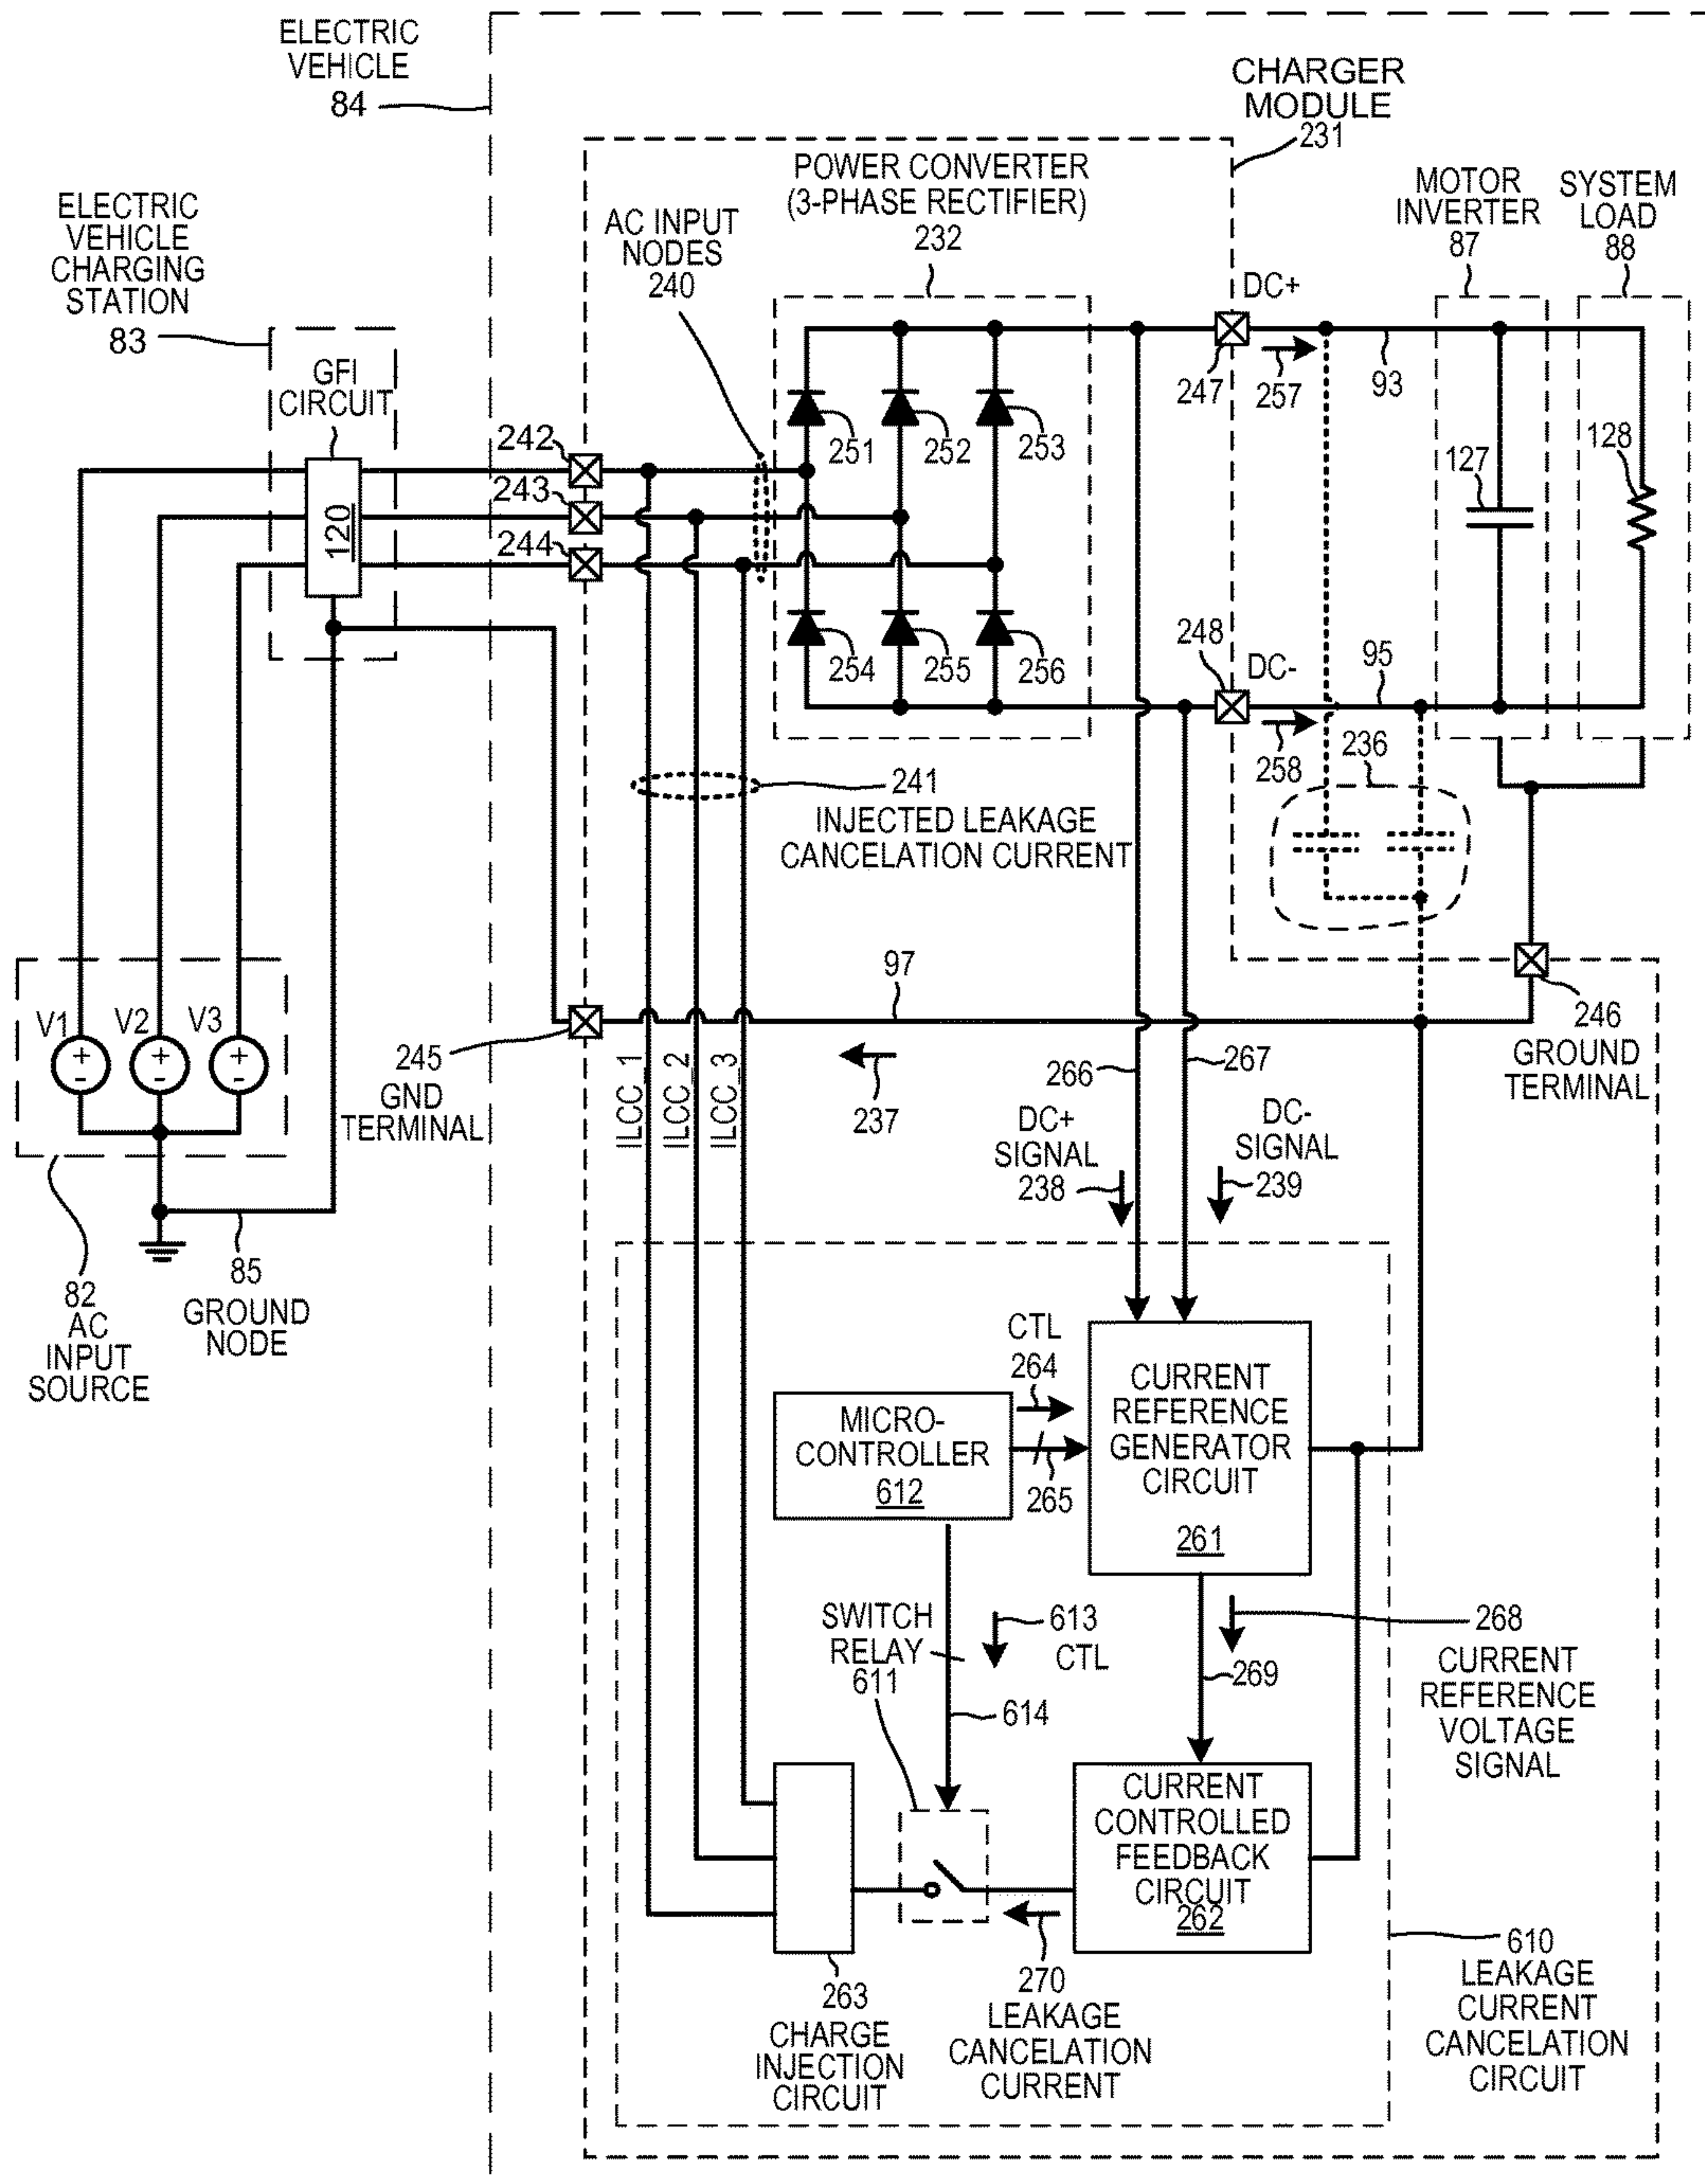 ELECTRIC
VEHICLE
84
CHARGER
MODULE
231
POWER CONVERTER
(3-PHASE RECTIFIER)
232
MOTOR
INVERTER
87
SYSTEM
LOAD
88
ELECTRIC
VEHICLE
CHARGING
STATION
83
AC INPUT
NODES
240
DC+
GFI
CIRCUIT
120
247
257
93
251
252
253
242
243
244
127
128
254
255
256
248
DC-
95
258
236
241
INJECTED LEAKAGE
CANCELATION CURRENT
97
V1
V2
V3
+
-
+
-
+
-
245
GND
TERMINAL
246
GROUND
TERMINAL
ILCC_1
ILCC_2
ILCC_3
237
266
267
DC+
SIGNAL
238
DC-
SIGNAL
239
82
AC
INPUT
SOURCE
85
GROUND
NODE
CTL
264
265
MICRO-
CONTROLLER
612
CURRENT
REFERENCE
GENERATOR
CIRCUIT
261
SWITCH
RELAY
611
613
CTL
614
268
CURRENT
REFERENCE
VOLTAGE
SIGNAL
269
CURRENT
CONTROLLED
FEEDBACK
CIRCUIT
262
263
CHARGE
INJECTION
CIRCUIT
270
LEAKAGE
CANCELATION
CURRENT
610
LEAKAGE
CURRENT
CANCELATION
CIRCUIT